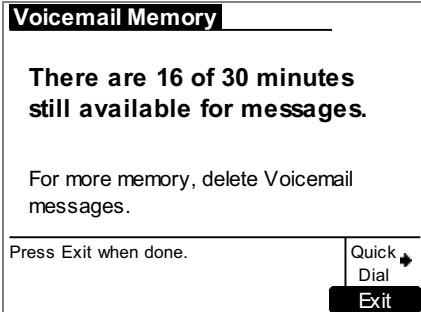 Voicemail Memory
There are 16 of 30 minutes
still available for messages.
For more memory, delete Voicemail
messages.
Press Exit when done.
Quick
Dial
Exit